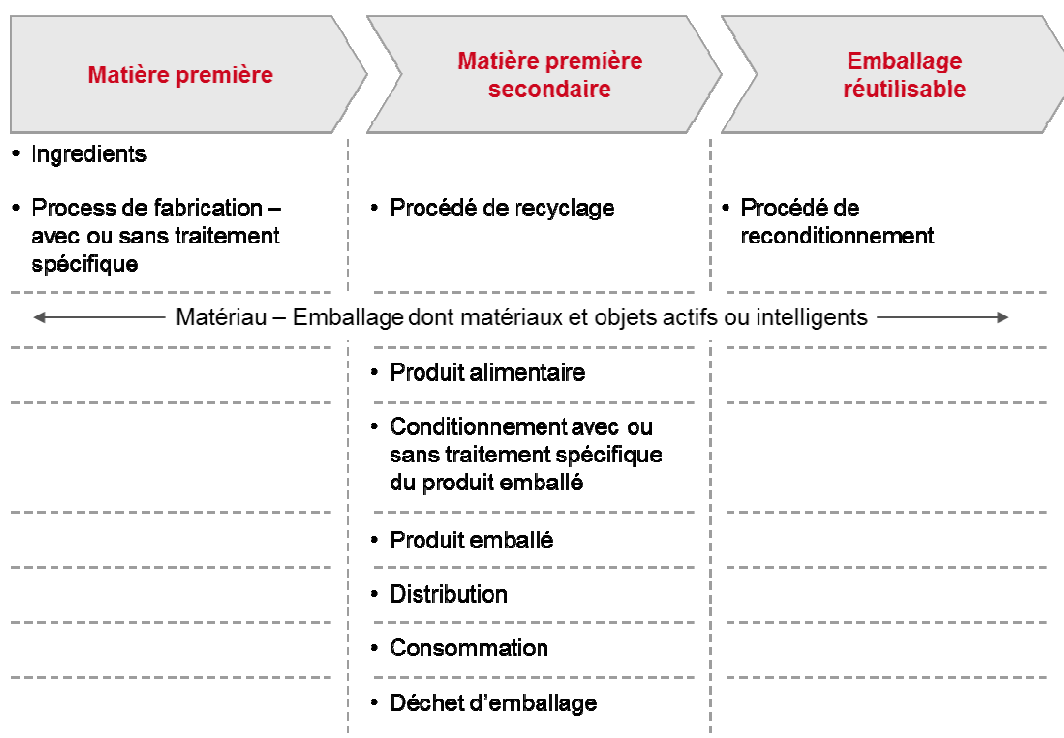 Matière première
Matière première
secondaire
Emballage
réutilisable
• Ingredients
• Process de fabrication –
avec ou sans traitement
spécifique
• Procédé de recyclage
• Procédé de
reconditionnement
Matériau – Emballage dont matériaux et objets actifs ou intelligents
• Produit alimentaire
• Conditionnement avec ou
sans traitement spécifique
du produit emballé
• Produit emballé
• Distribution
• Consommation
• Déchet d'emballage